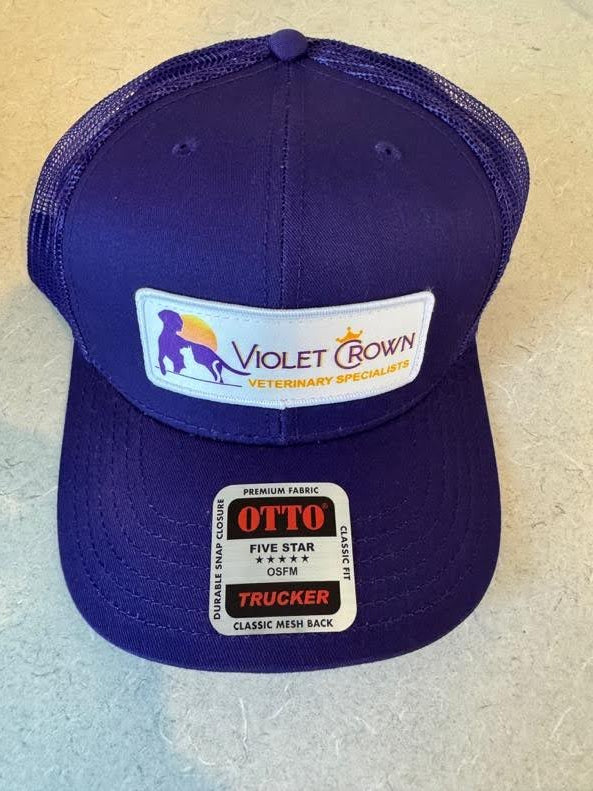 VIOLET CROWN
VETERINARY SPECIALISTS
PREMIUM FABRIC
OTTO®
FIVE STAR
★★★★★
OSFM
TRUCKER
CLASSIC MESH BACK
DURABLE SNAP CLOSURE
CLASSIC FIT